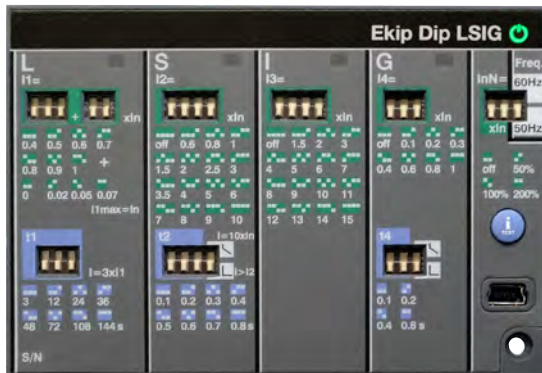 Ekip Dip LSIG
L
I1=
+
xIn
0.4 0.5 0.6 0.7
0.8 0.9 1 +
0 0.02 0.05 0.07
I1max=In
t1
I=3xI1
3 12 24 36
48 72 108 144s
S/N
S
I2=
xIn
off 0.6 0.8 1
1.5 2 2.5 3
3.5 4 5 6
7 8 9 10
t2
I=10xIn
I>I2
0.1 0.2 0.3 0.4
0.5 0.6 0.7 0.8s
I
I3=
xIn
off 1.5 2 3
4 5 6 7
8 9 10 11
12 13 14 15
G
I4=
xIn
off 0.1 0.2 0.3
0.4 0.6 0.8 1
t4
0.1 0.2
0.4 0.8s
InN=
Freq.
60Hz
xIn
50Hz
off 50%
100% 200%
i
TEST